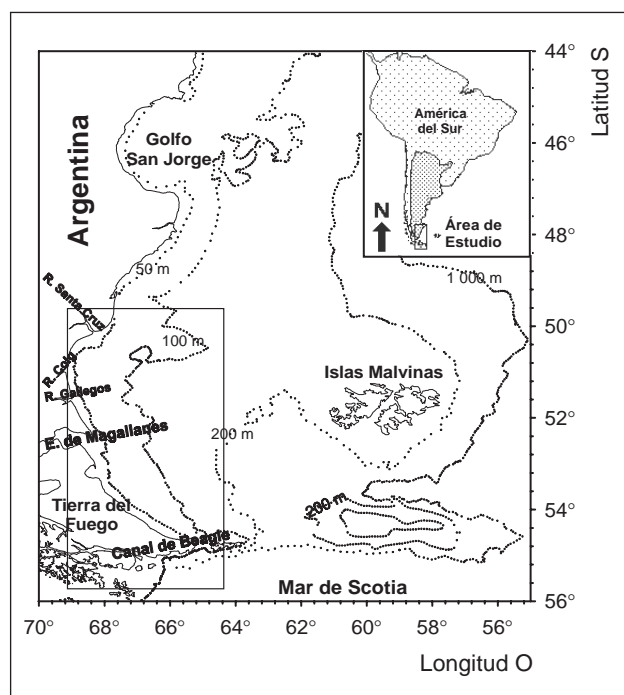 44°
46°
48°
50°
52°
54°
56°
Latitud S
América
del Sur
N
Área de
Estudio
Argentina
Golfo
San Jorge
50 m
1 000 m
R. Santa Cruz
100 m
R. Coig
R. Gallegos
Islas Malvinas
E. de Magallanes
200 m
200 m
Tierra del
Fuego
Canal de Beagle
Mar de Scotia
70°
68°
66°
64°
62°
60°
58°
56°
Longitud O